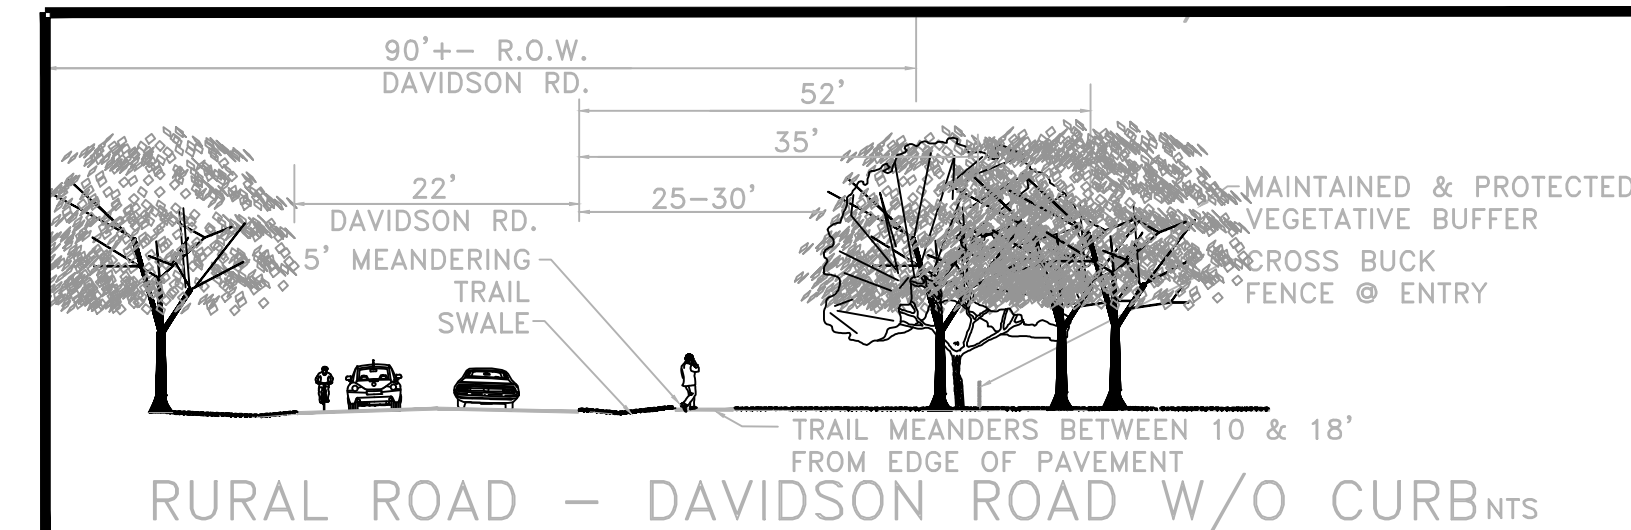 90'+- R.O.W.
DAVIDSON RD.
52'
35'
22'
DAVIDSON RD.
25-30'
MAINTAINED & PROTECTED
VEGETATIVE BUFFER
5' MEANDERING
TRAIL
SWALE
CROSS BUCK
FENCE @ ENTRY
TRAIL MEANDERS BETWEEN 10 & 18'
FROM EDGE OF PAVEMENT
RURAL ROAD - DAVIDSON ROAD W/O CURB NTS